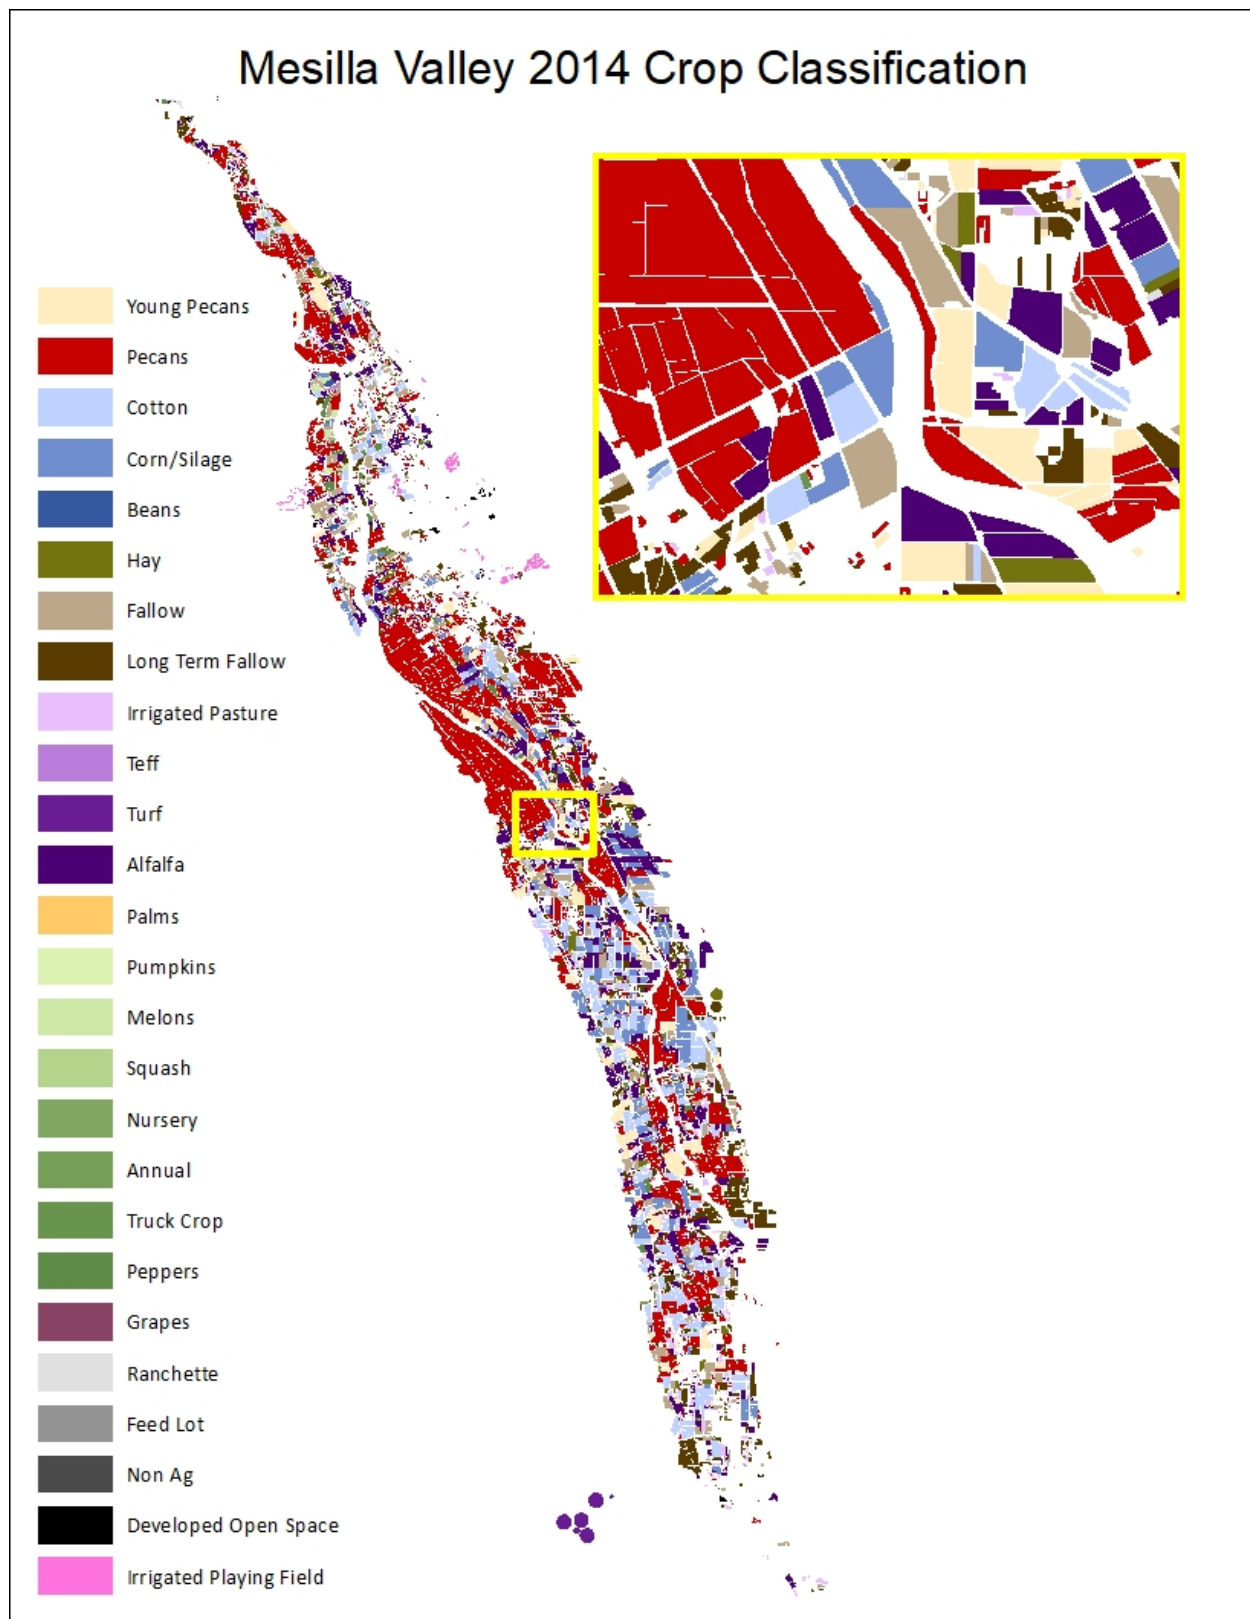 Mesilla Valley 2014 Crop Classification
Young Pecans
Pecans
Cotton
Corn/Silage
Beans
Hay
Fallow
Long Term Fallow
Irrigated Pasture
Teff
Turf
Alfalfa
Palms
Pumpkins
Melons
Squash
Nursery
Annual
Truck Crop
Peppers
Grapes
Ranchette
Feed Lot
Non Ag
Developed Open Space
Irrigated Playing Field